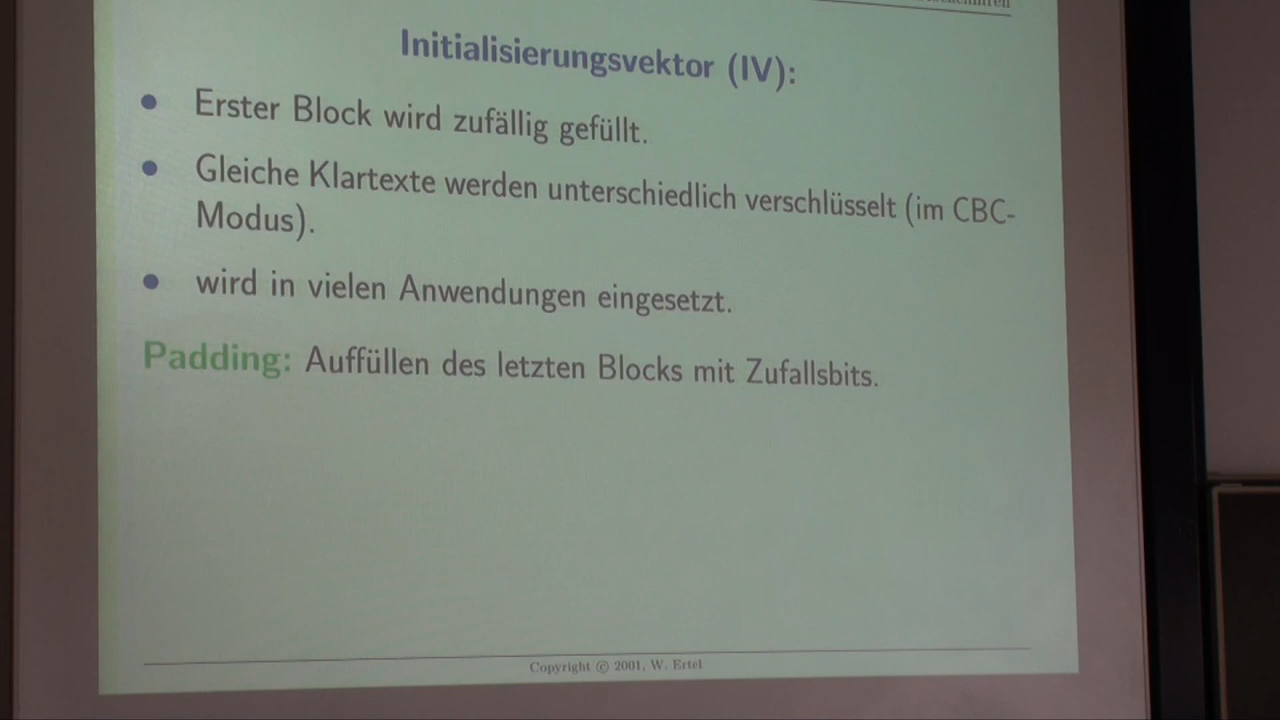 Initialisierungsvektor (IV):
• Erster Block wird zufällig gefüllt.
• Gleiche Klartexte werden unterschiedlich verschlüsselt (im CBC-
Modus).
• wird in vielen Anwendungen eingesetzt.
Padding: Auffüllen des letzten Blocks mit Zufallsbits.
Copyright © 2001, W. Ertel